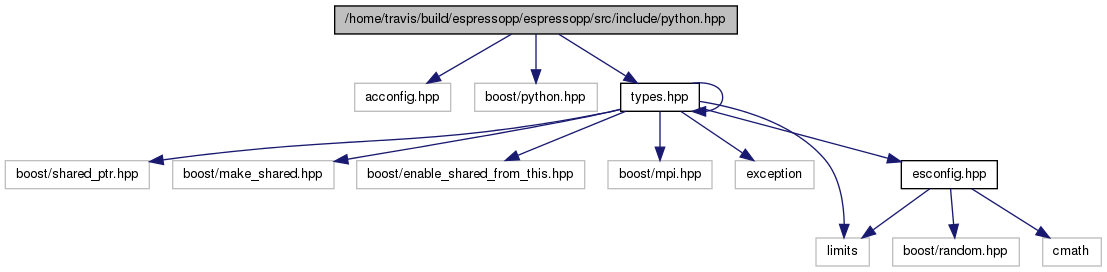 /home/travis/build/espressopp/espressopp/src/include/python.hpp
acconfig.hpp
boost/python.hpp
types.hpp
boost/shared_ptr.hpp
boost/make_shared.hpp
boost/enable_shared_from_this.hpp
boost/mpi.hpp
exception
esconfig.hpp
limits
boost/random.hpp
cmath